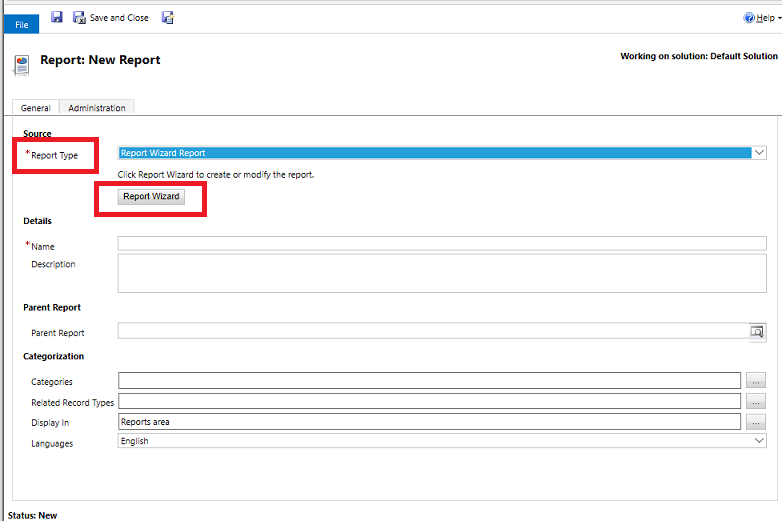 File
Save and Close
Help
Report: New Report
Working on solution: Default Solution
General
Administration
Source
*Report Type
Report Wizard Report
Click Report Wizard to create or modify the report.
Report Wizard
Details
*Name
Description
Parent Report
Parent Report
Categorization
Categories
...
Related Record Types
...
Display In
Reports area
...
Languages
English
Status: New